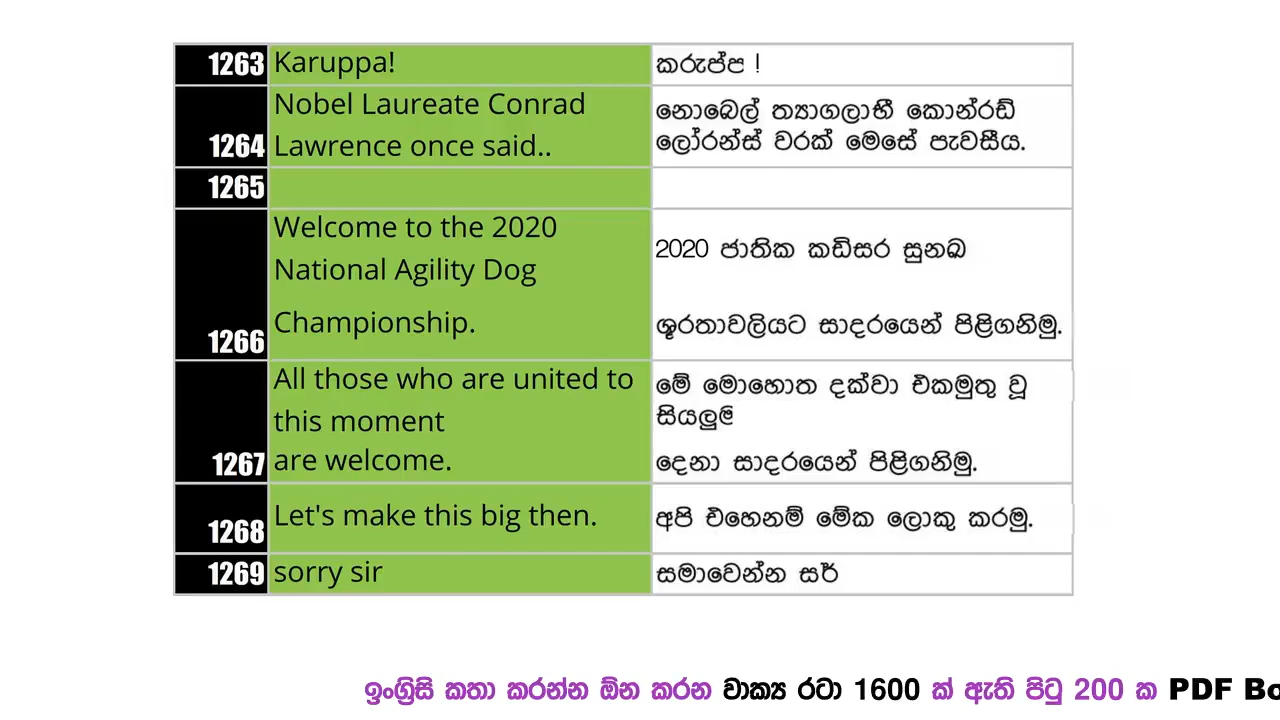 1263 Karuppa! කරුප්ප !
1264 Nobel Laureate Conrad
Lawrence once said..
නොබෙල් ත්‍යාගලාභී කොන්රඩ්
ලෝරන්ස් වරක් මෙසේ පැවසීය.
1265
1266 Welcome to the 2020
National Agility Dog
Championship.
2020 ජාතික කඩිසර සුනඛ
ශූරතාවලියට සාදරයෙන් පිළිගනිමු.
1267 All those who are united to
this moment
are welcome.
මේ මොහොත දක්වා එකමුතු වූ
සියලුම
දෙනා සාදරයෙන් පිළිගනිමු.
1268 Let's make this big then. අපි එහෙනම් මේක ලොකු කරමු.
1269 sorry sir සමාවෙන්න සර්
ඉංග්‍රිසි කතා කරන්න ඕන කරන වාක්‍ය රටා 1600 ක් ඇති පිටු 200 ක PDF Bo